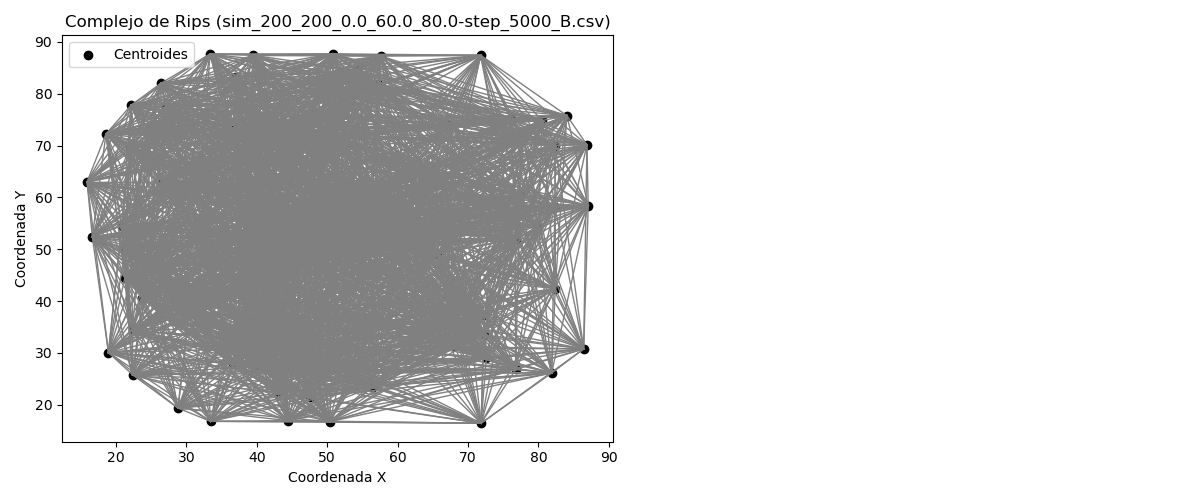 Complejo de Rips (sim_200_200_0.0_60.0_80.0-step_5000_B.csv)
Centroides
Coordenada Y
90
80
70
60
50
40
30
20
20 30 40 50 60 70 80 90
Coordenada X